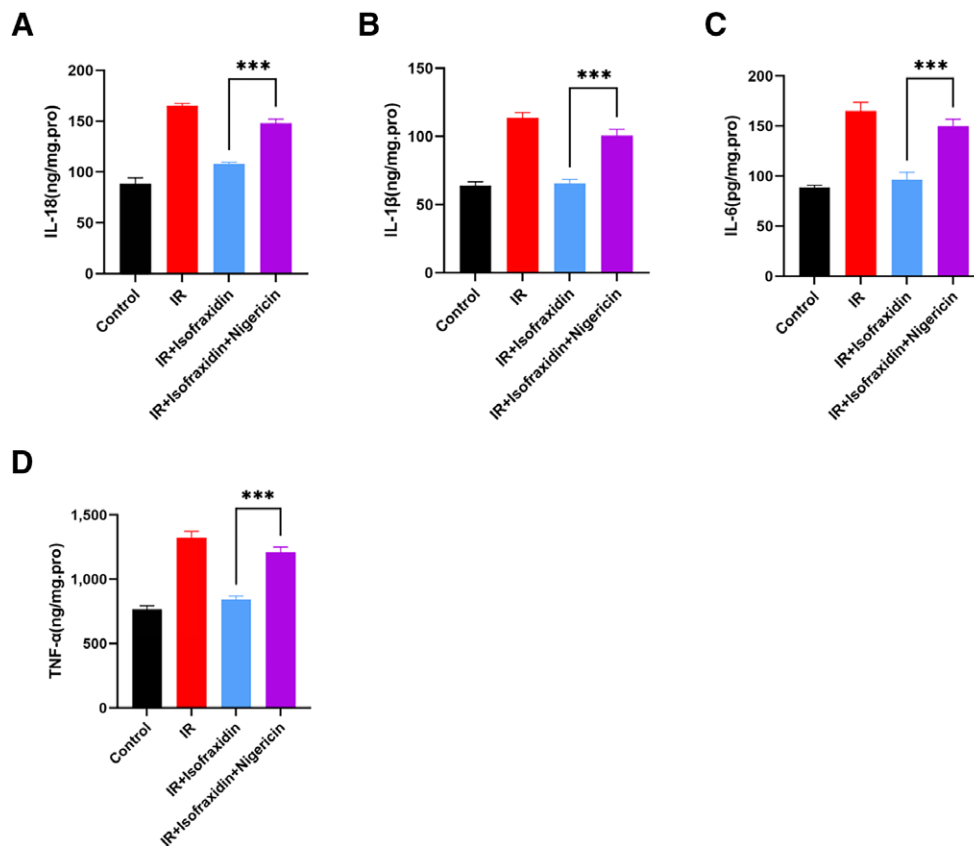 A
IL-18(ng/mg.pro)
200
150
100
50
0
***
Control
IR
IR+Isofraxidin
IR+Isofraxidin+Nigericin
B
IL-1β(ng/mg.pro)
150
100
50
0
***
Control
IR
IR+Isofraxidin
IR+Isofraxidin+Nigericin
C
IL-6(pg/mg.pro)
200
150
100
50
0
***
Control
IR
IR+Isofraxidin
IR+Isofraxidin+Nigericin
D
TNF-α(ng/mg.pro)
1,500
1,000
500
0
***
Control
IR
IR+Isofraxidin
IR+Isofraxidin+Nigericin